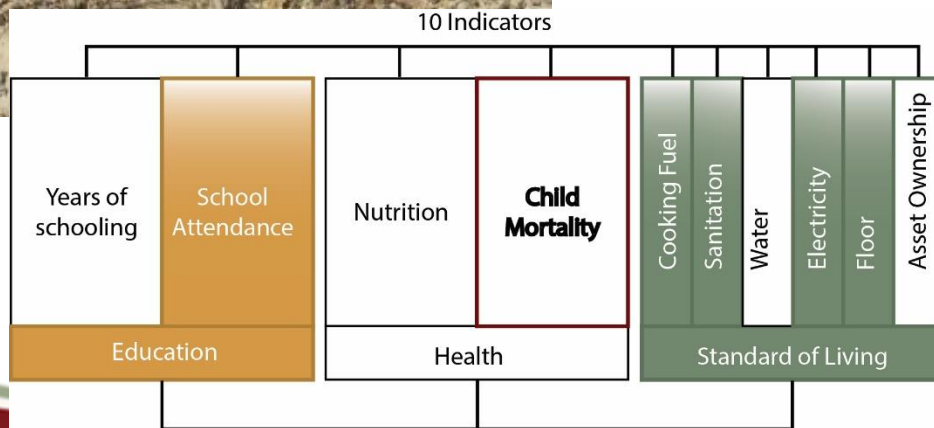 10 Indicators
Years of
schooling
School
Attendance
Nutrition
Child
Mortality
Cooking Fuel
Sanitation
Water
Electricity
Floor
Asset Ownership
Education
Health
Standard of Living